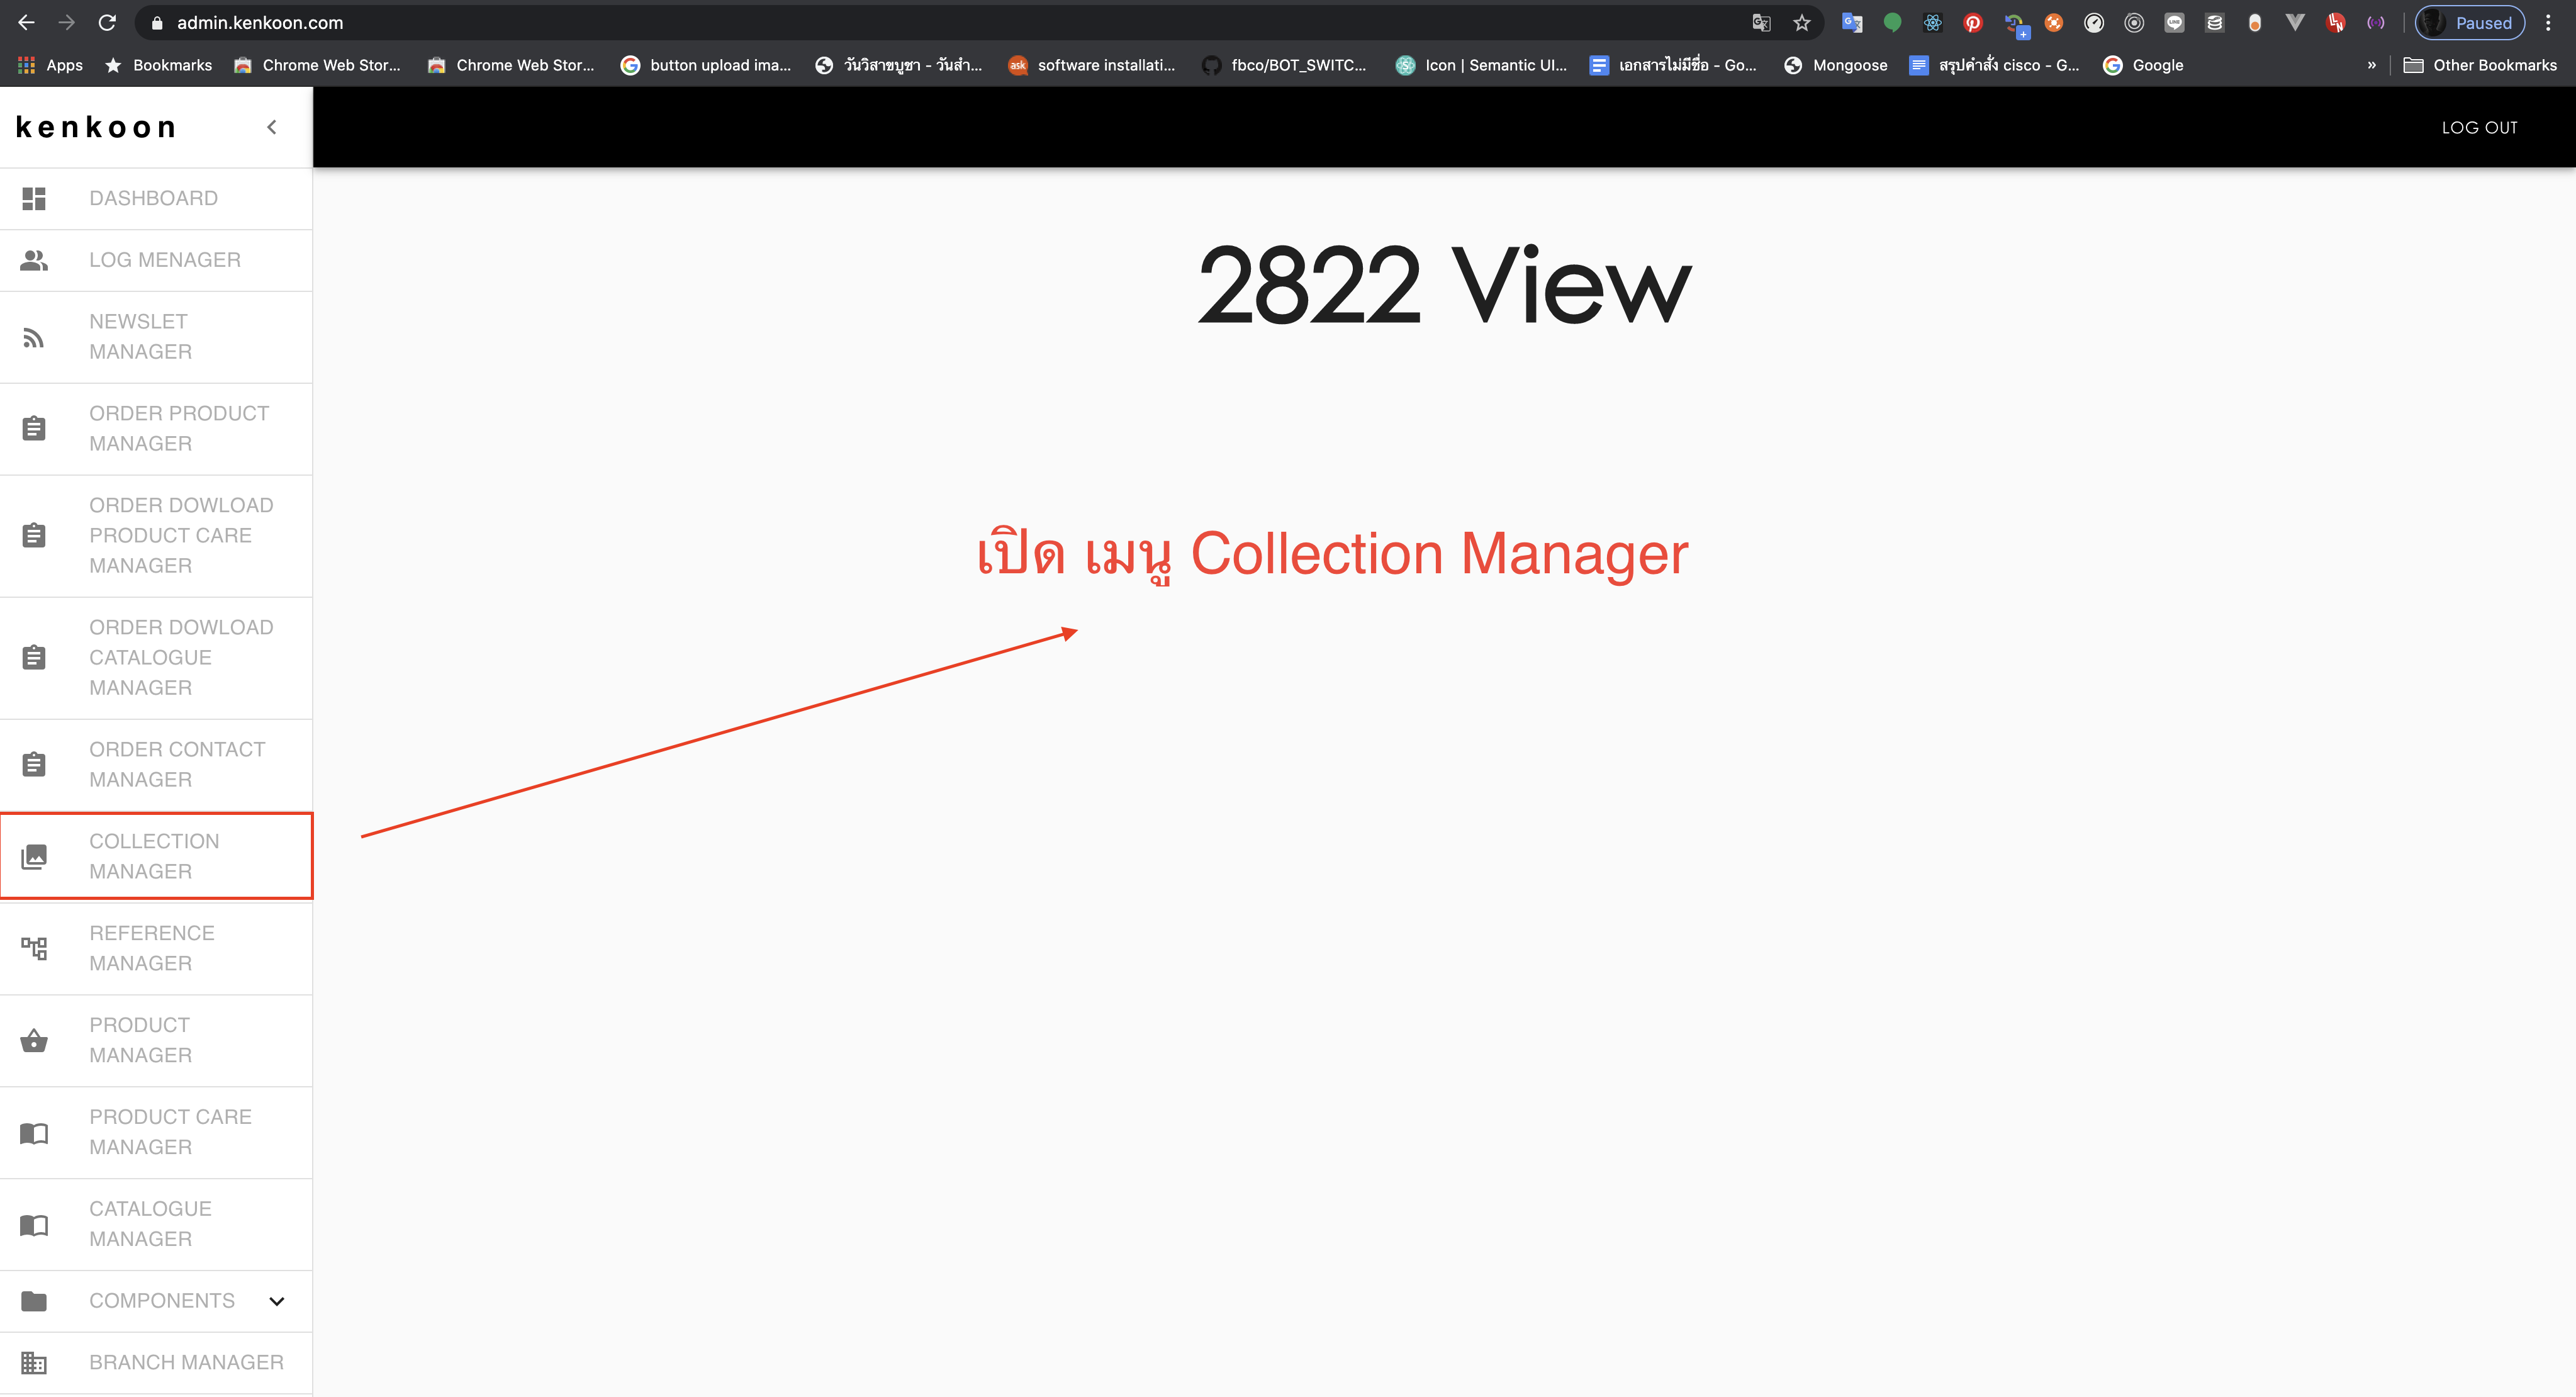 admin.kenkoon.com
Paused
Apps
Bookmarks
Chrome Web Stor...
Chrome Web Stor...
button upload ima...
วันวิสาขบูชา - วันสำ...
software installati...
fbco/BOT_SWITC...
Icon | Semantic UI...
เอกสารไม่มีชื่อ - Go...
Mongoose
สรุปคำสั่ง cisco - G...
Google
»
Other Bookmarks
kenkoon
LOG OUT
DASHBOARD
LOG MENAGER
NEWSLET
MANAGER
ORDER PRODUCT
MANAGER
ORDER DOWLOAD
PRODUCT CARE
MANAGER
ORDER DOWLOAD
CATALOGUE
MANAGER
ORDER CONTACT
MANAGER
COLLECTION
MANAGER
REFERENCE
MANAGER
PRODUCT
MANAGER
PRODUCT CARE
MANAGER
CATALOGUE
MANAGER
COMPONENTS
BRANCH MANAGER
2822 View
เปิด เมนู Collection Manager